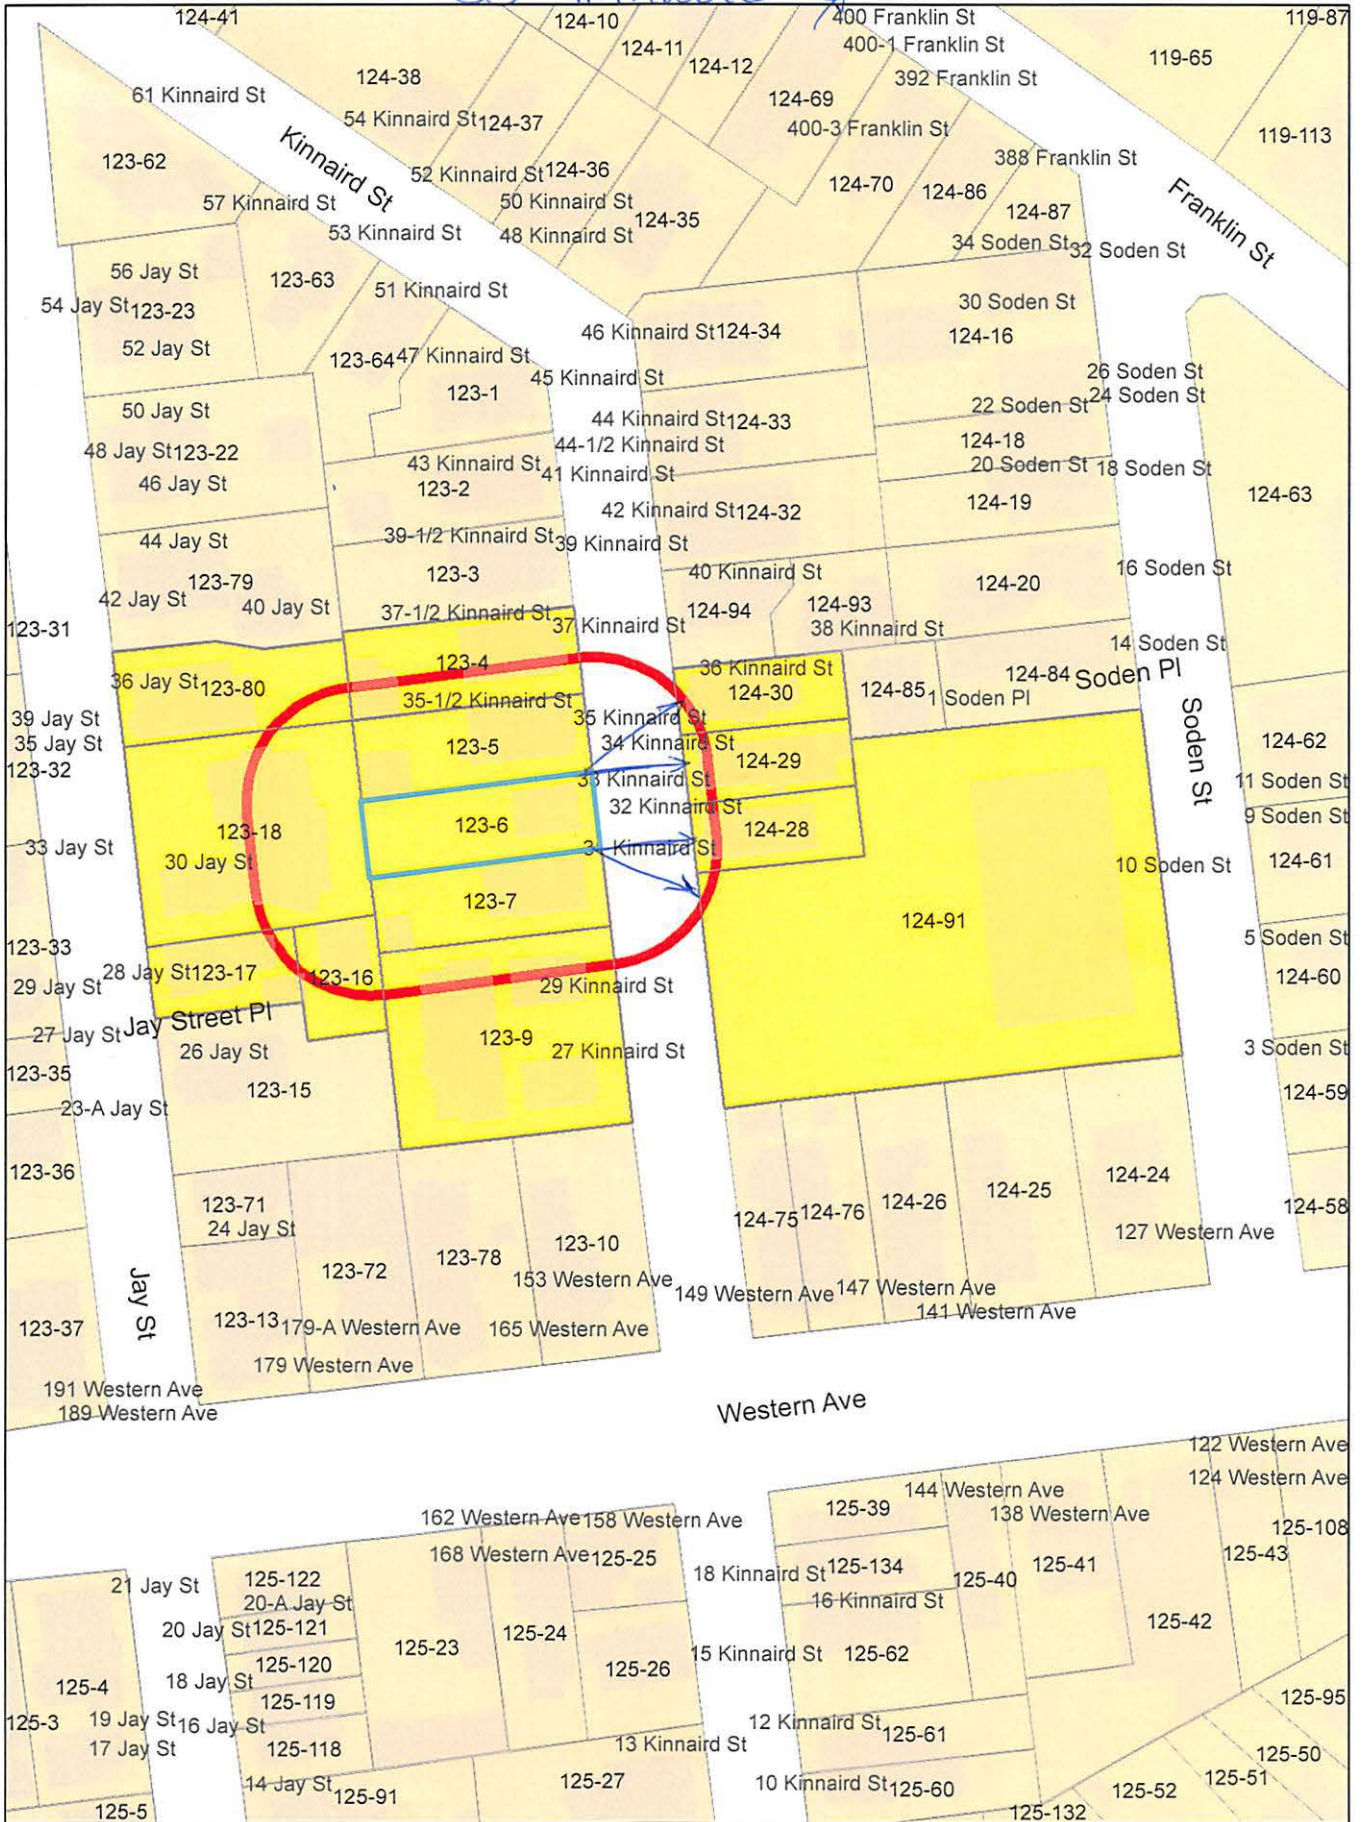 124-41
124-10
400 Franklin St
119-87
124-11
400-1 Franklin St
124-12
119-65
124-38
392 Franklin St
61 Kinnaird St
124-69
54 Kinnaird St 124-37
400-3 Franklin St
119-113
Kinnaird St
123-62
388 Franklin St
52 Kinnaird St 124-36
124-70
124-86
57 Kinnaird St
50 Kinnaird St
124-35
124-87
Franklin St
53 Kinnaird St
48 Kinnaird St
34 Soden St
32 Soden St
56 Jay St
123-63
51 Kinnaird St
54 Jay St 123-23
30 Soden St
52 Jay St
46 Kinnaird St 124-34
124-16
123-64
47 Kinnaird St
45 Kinnaird St
26 Soden St
123-1
24 Soden St
50 Jay St
44 Kinnaird St 124-33
22 Soden St
48 Jay St 123-22
44-1/2 Kinnaird St
124-18
43 Kinnaird St
41 Kinnaird St
20 Soden St
18 Soden St
46 Jay St
123-2
124-63
42 Kinnaird St 124-32
124-19
44 Jay St
39-1/2 Kinnaird St
39 Kinnaird St
123-79
123-3
40 Kinnaird St
124-20
16 Soden St
42 Jay St
40 Jay St
37-1/2 Kinnaird St
124-94
124-93
123-31
37 Kinnaird St
38 Kinnaird St
14 Soden St
123-4
36 Kinnaird St
124-84
Soden Pl
36 Jay St 123-80
124-30
124-85
1 Soden Pl
35-1/2 Kinnaird St
39 Jay St
35 Kinnaird St
Soden St
35 Jay St
123-5
34 Kinnaird St
124-62
123-32
124-29
33 Kinnaird St
11 Soden St
32 Kinnaird St
9 Soden St
123-18
123-6
124-28
33 Jay St
30 Jay St
Kinnaird St
10 Soden St
124-61
123-7
124-91
123-33
5 Soden St
28 Jay St 123-17
123-16
124-60
29 Jay St
29 Kinnaird St
Jay Street Pl
27 Jay St
123-9
26 Jay St
27 Kinnaird St
3 Soden St
123-35
123-15
124-59
23-A Jay St
123-36
123-71
124-24
124-26
124-25
124-58
24 Jay St
124-75
124-76
127 Western Ave
123-10
123-78
123-72
153 Western Ave
149 Western Ave
147 Western Ave
Jay St
141 Western Ave
123-37
123-13
179-A Western Ave
165 Western Ave
179 Western Ave
191 Western Ave
Western Ave
189 Western Ave
122 Western Ave
124 Western Ave
144 Western Ave
125-39
138 Western Ave
162 Western Ave
158 Western Ave
125-108
168 Western Ave 125-25
125-43
21 Jay St
125-122
18 Kinnaird St 125-134
125-41
125-40
20-A Jay St
16 Kinnaird St
20 Jay St 125-121
125-24
125-42
125-23
15 Kinnaird St
125-62
125-120
125-26
125-4
18 Jay St
125-119
125-95
125-3
19 Jay St
16 Jay St
12 Kinnaird St
125-61
17 Jay St
125-118
13 Kinnaird St
125-50
14 Jay St
125-27
10 Kinnaird St
125-60
125-51
125-91
125-52
125-5
125-132